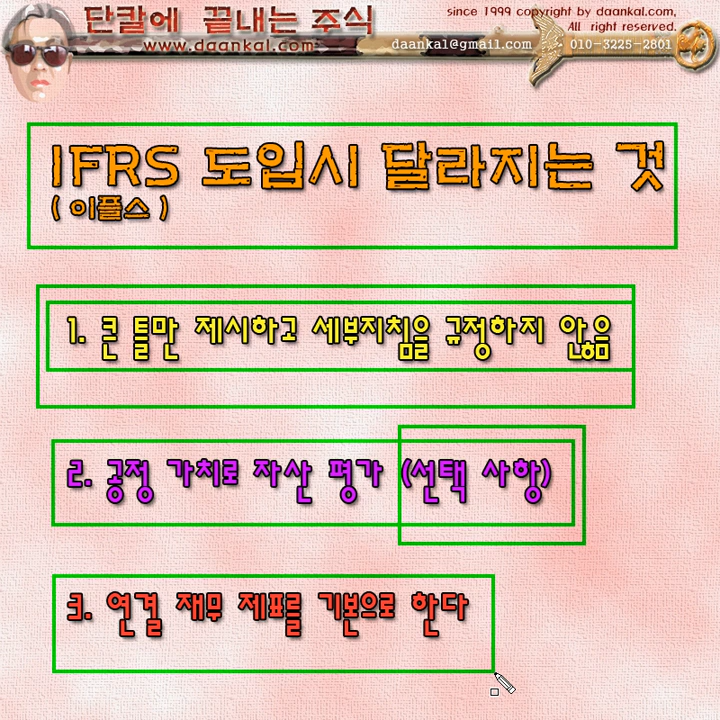 단칼에 끝내는 주식
www.daankal.com
since 1999 copyright by daankal.com,
All right reserved.
daankal@gmail.com
010-3225-2801
IFRS 도입시 달라지는 것
( 이플스 )
1. 큰 틀만 제시하고 세부지침을 규정하지 않음
2. 공정 가치로 자산 평가 (선택 사항)
3. 연결 재무 제표를 기본으로 한다